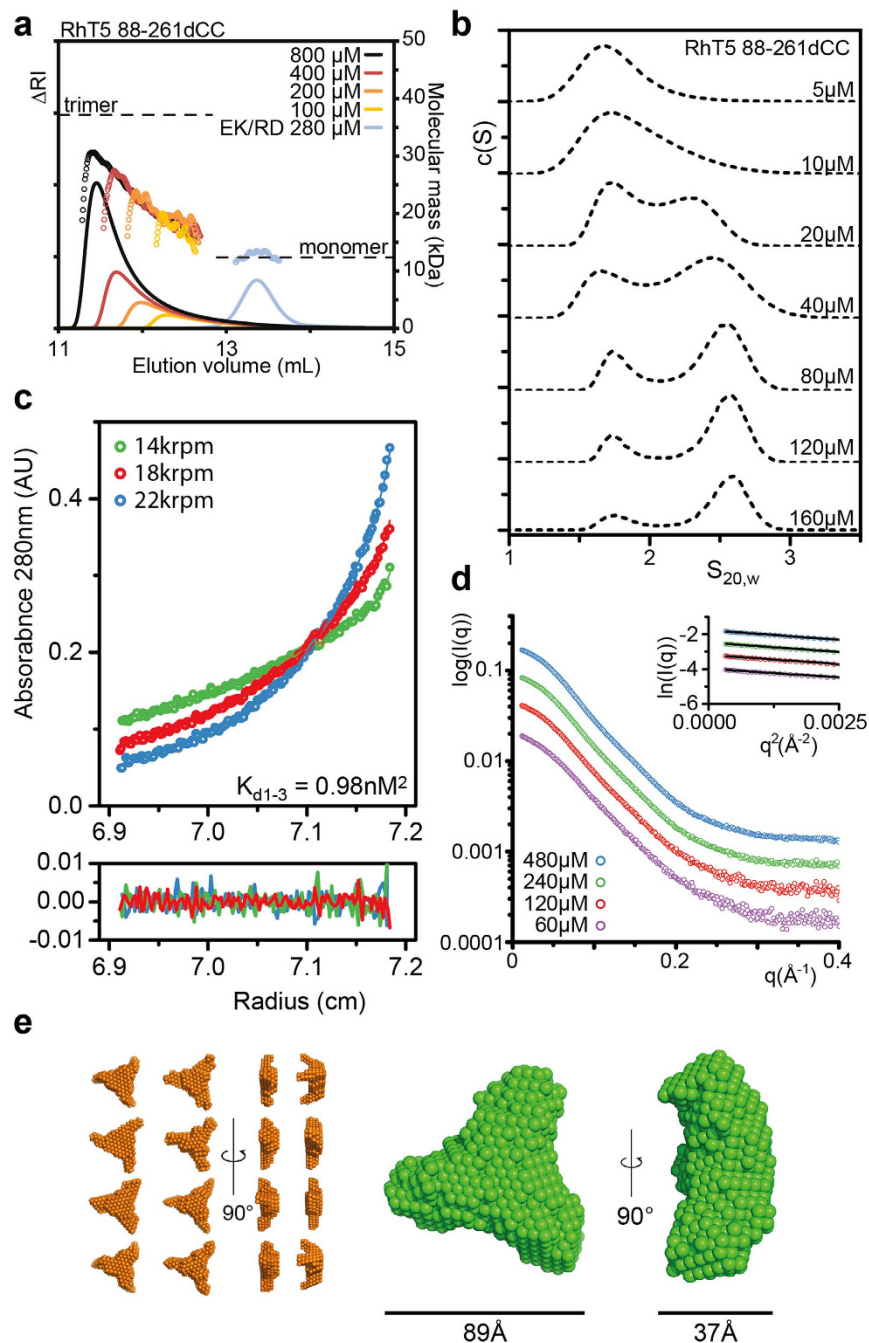 a
RhT5 88-261dCC
ΔRI
trimer
800 μM
400 μM
200 μM
100 μM
EK/RD 280 μM
monomer
50
40
30
20
10
0
Molecular mass (kDa)
11 13 15
Elution volume (mL)
b
RhT5 88-261dCC
c(S)
5μM
10μM
20μM
40μM
80μM
120μM
160μM
1 2 3
S20,w
c
Absorabnce 280nm (AU)
14krpm
18krpm
22krpm
0.4
0.2
0.0
Kd1-3 = 0.98nM²
6.9 7.0 7.1 7.2
0.01
0.00
-0.01
6.9 7.0 7.1 7.2
Radius (cm)
d
log(I(q))
0.1
0.01
0.001
0.0001
480μM
240μM
120μM
60μM
0 0.2 0.4
q(Å⁻¹)
ln(I(q))
-2
-4
-6
0.0000 0.0025
q²(Å⁻²)
e
90°
90°
89Å
37Å